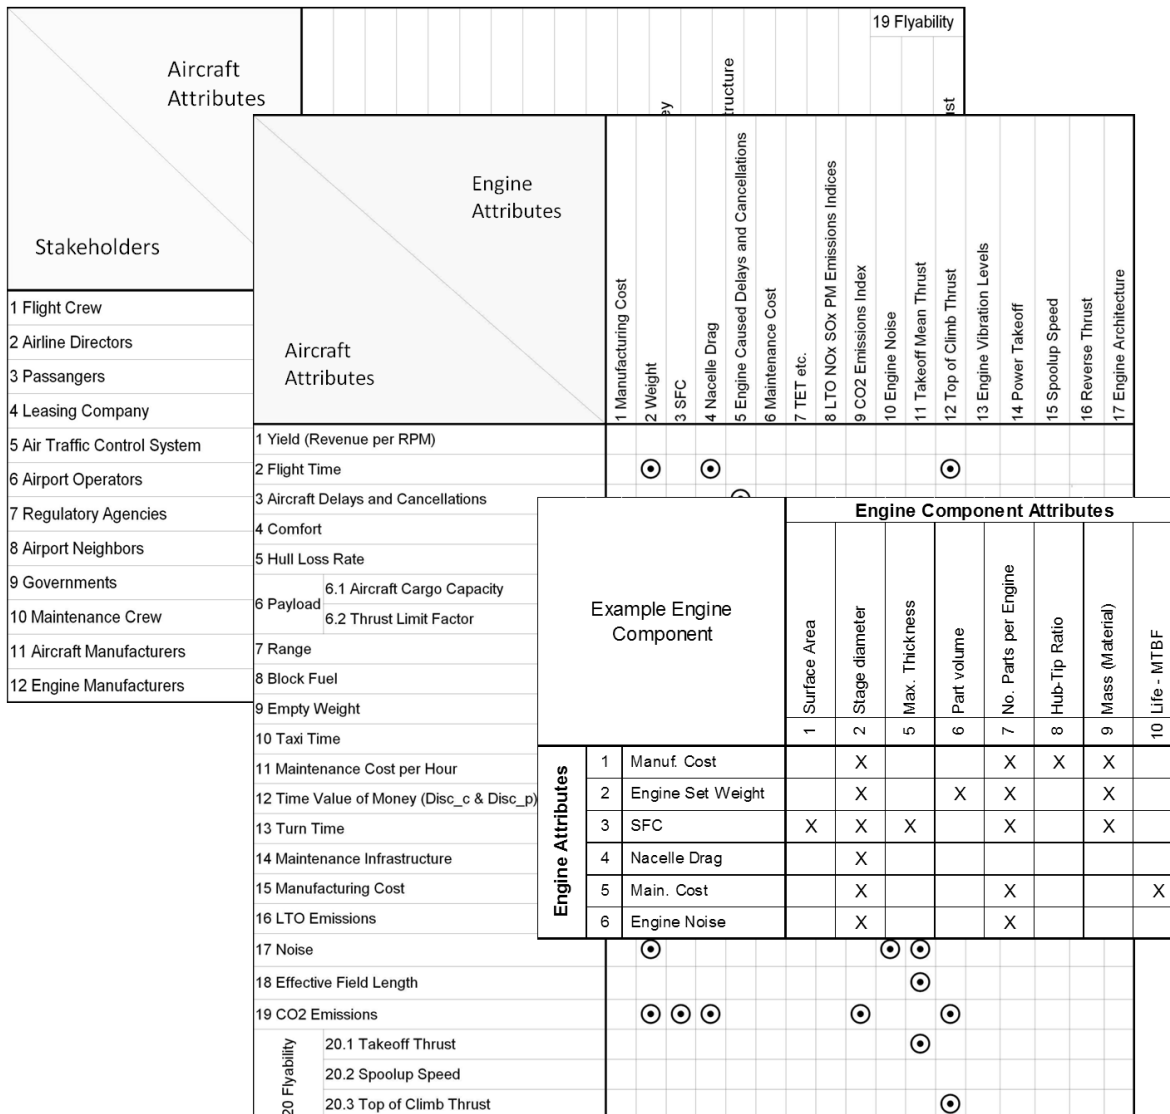 19 Flyability
Aircraft
Attributes
Stakeholders
1 Flight Crew
2 Airline Directors
3 Passangers
4 Leasing Company
5 Air Traffic Control System
6 Airport Operators
7 Regulatory Agencies
8 Airport Neighbors
9 Governments
10 Maintenance Crew
11 Aircraft Manufacturers
12 Engine Manufacturers
Engine
Attributes
Aircraft
Attributes
1 Manufacturing Cost
2 Weight
3 SFC
4 Nacelle Drag
5 Engine Caused Delays and Cancellations
6 Maintenance Cost
7 TET etc.
8 LTO NOx SOx PM Emissions Indices
9 CO2 Emissions Index
10 Engine Noise
11 Takeoff Mean Thrust
12 Top of Climb Thrust
13 Engine Vibration Levels
14 Power Takeoff
15 Spoolup Speed
16 Reverse Thrust
17 Engine Architecture
1 Yield (Revenue per RPM)
2 Flight Time
3 Aircraft Delays and Cancellations
4 Comfort
5 Hull Loss Rate
6 Payload
6.1 Aircraft Cargo Capacity
6.2 Thrust Limit Factor
7 Range
8 Block Fuel
9 Empty Weight
10 Taxi Time
11 Maintenance Cost per Hour
12 Time Value of Money (Disc_c & Disc_p)
13 Turn Time
14 Maintenance Infrastructure
15 Manufacturing Cost
16 LTO Emissions
17 Noise
18 Effective Field Length
19 CO2 Emissions
20 Flyability
20.1 Takeoff Thrust
20.2 Spoolup Speed
20.3 Top of Climb Thrust
Engine Component Attributes
Example Engine
Component
Surface Area
Stage diameter
Max. Thickness
Part volume
No. Parts per Engine
Hub-Tip Ratio
Mass (Material)
Life - MTBF
1 2 5 6 7 8 9 10
Engine Attributes
1 Manuf. Cost X X X X
2 Engine Set Weight X X X X
3 SFC X X X X X
4 Nacelle Drag X
5 Main. Cost X X X
6 Engine Noise X X